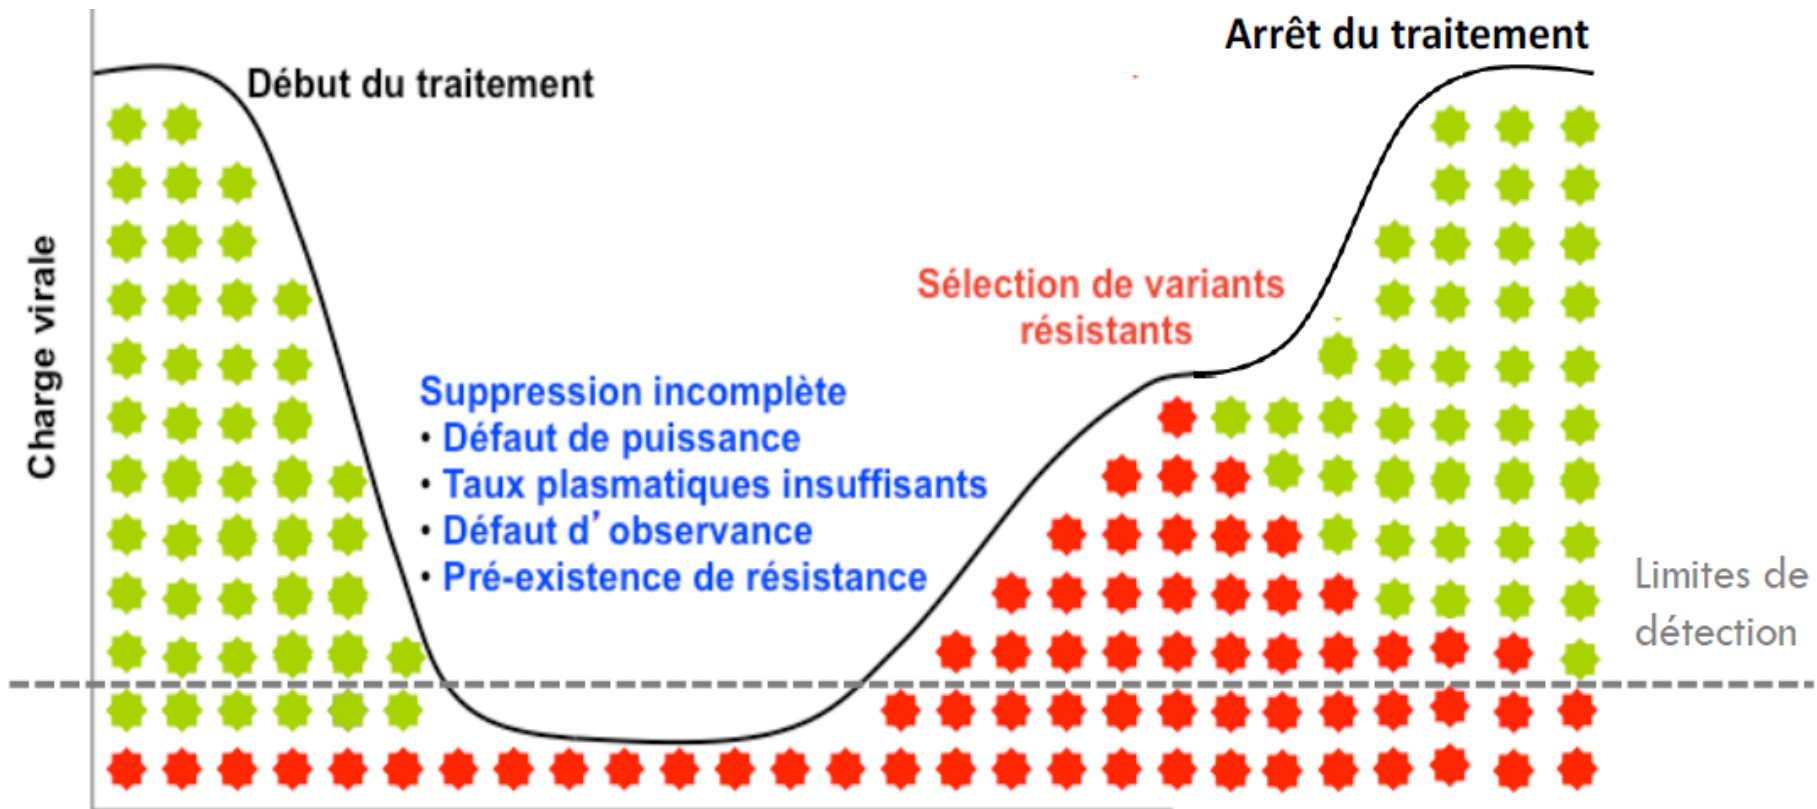 Arrêt du traitement
Début du traitement
Charge virale
Sélection de variants
résistants
Suppression incomplète
• Défaut de puissance
• Taux plasmatiques insuffisants
• Défaut d’ observance
• Pré-existence de résistance
Limites de
détection